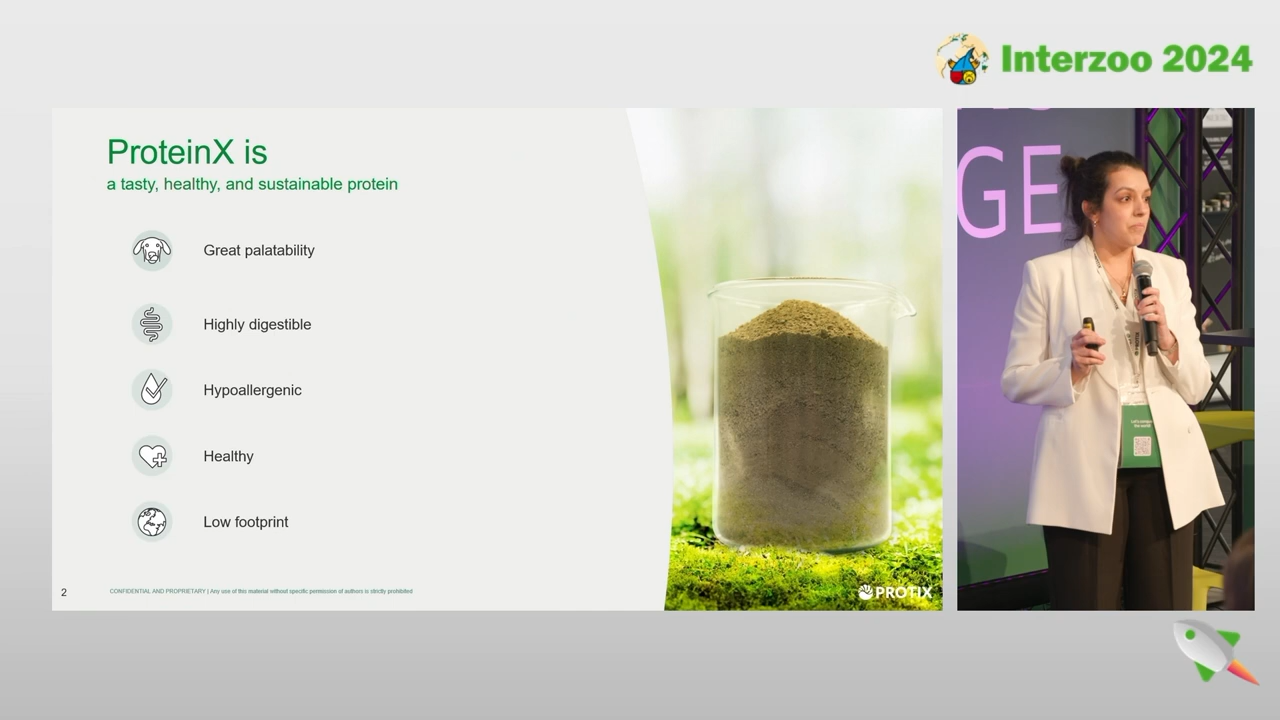 Interzoo 2024
ProteinX is
a tasty, healthy, and sustainable protein
Great palatability
Highly digestible
Hypoallergenic
Healthy
Low footprint
2
CONFIDENTIAL AND PROPRIETARY | Any use of this material without specific permission of authors is strictly prohibited
PROTIX
GE